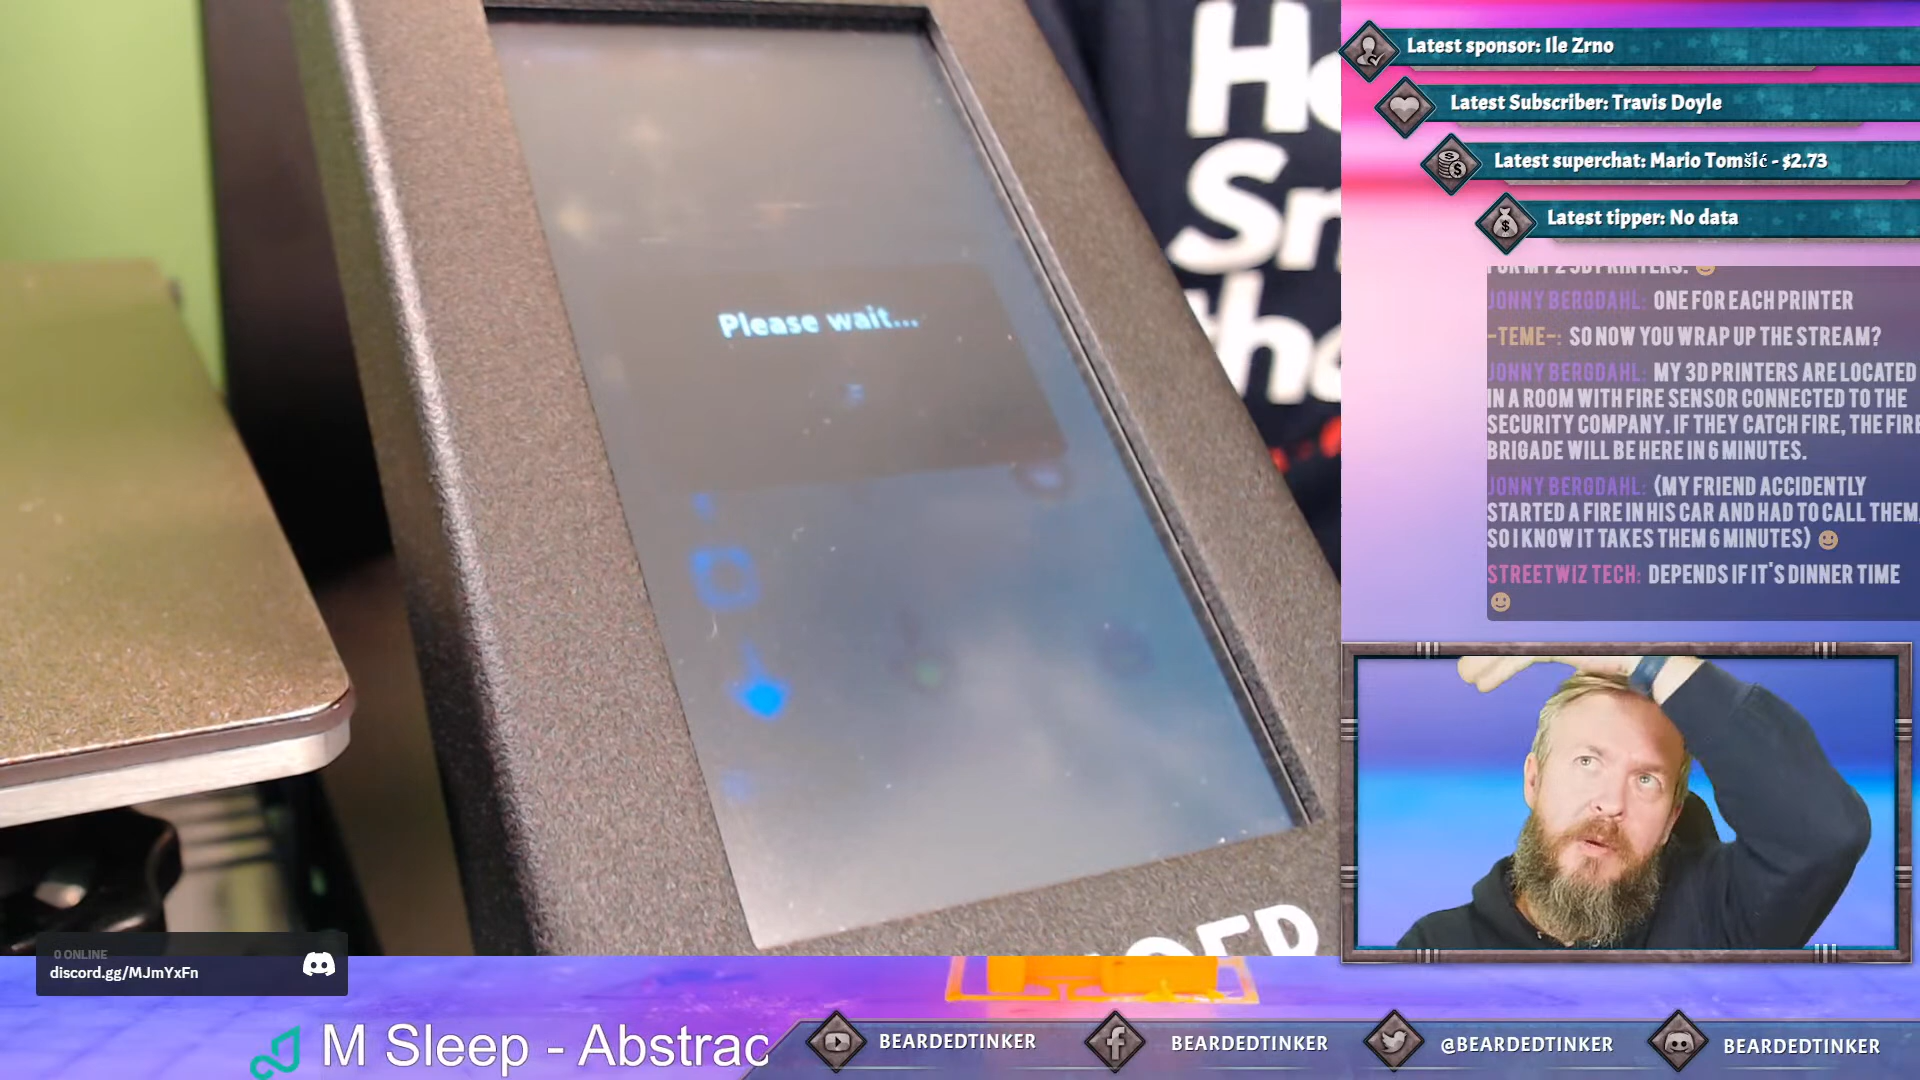 Please wait...
Latest sponsor: Ile Zrno
Latest Subscriber: Travis Doyle
Latest superchat: Mario Tomšić - $2.73
Latest tipper: No data
FOR MY 2 3D PRINTERS.
JONNY BERGDAHL: ONE FOR EACH PRINTER
-TEME-: SO NOW YOU WRAP UP THE STREAM?
JONNY BERGDAHL: MY 3D PRINTERS ARE LOCATED
IN A ROOM WITH FIRE SENSOR CONNECTED TO THE
SECURITY COMPANY. IF THEY CATCH FIRE, THE FIRE
BRIGADE WILL BE HERE IN 6 MINUTES.
JONNY BERGDAHL: (MY FRIEND ACCIDENTLY
STARTED A FIRE IN HIS CAR AND HAD TO CALL THEM,
SO I KNOW IT TAKES THEM 6 MINUTES)
STREETWIZ TECH: DEPENDS IF IT'S DINNER TIME
0 ONLINE
discord.gg/MJmYxFn
M Sleep - Abstrac
BEARDEDTINKER
BEARDEDTINKER
@BEARDEDTINKER
BEARDEDTINKER